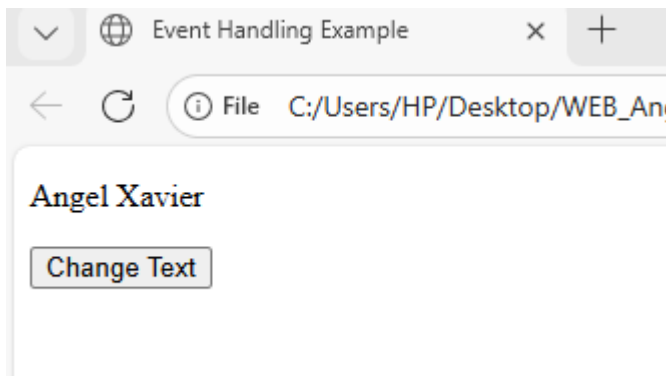 Event Handling Example
File C:/Users/HP/Desktop/WEB_An
Angel Xavier
Change Text